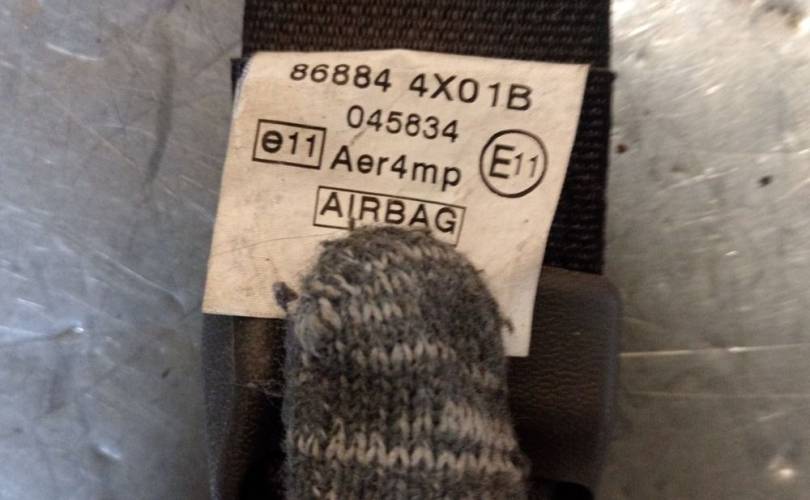 86884 4X01B
045834
e11 Aer4mp E11
AIRBAG